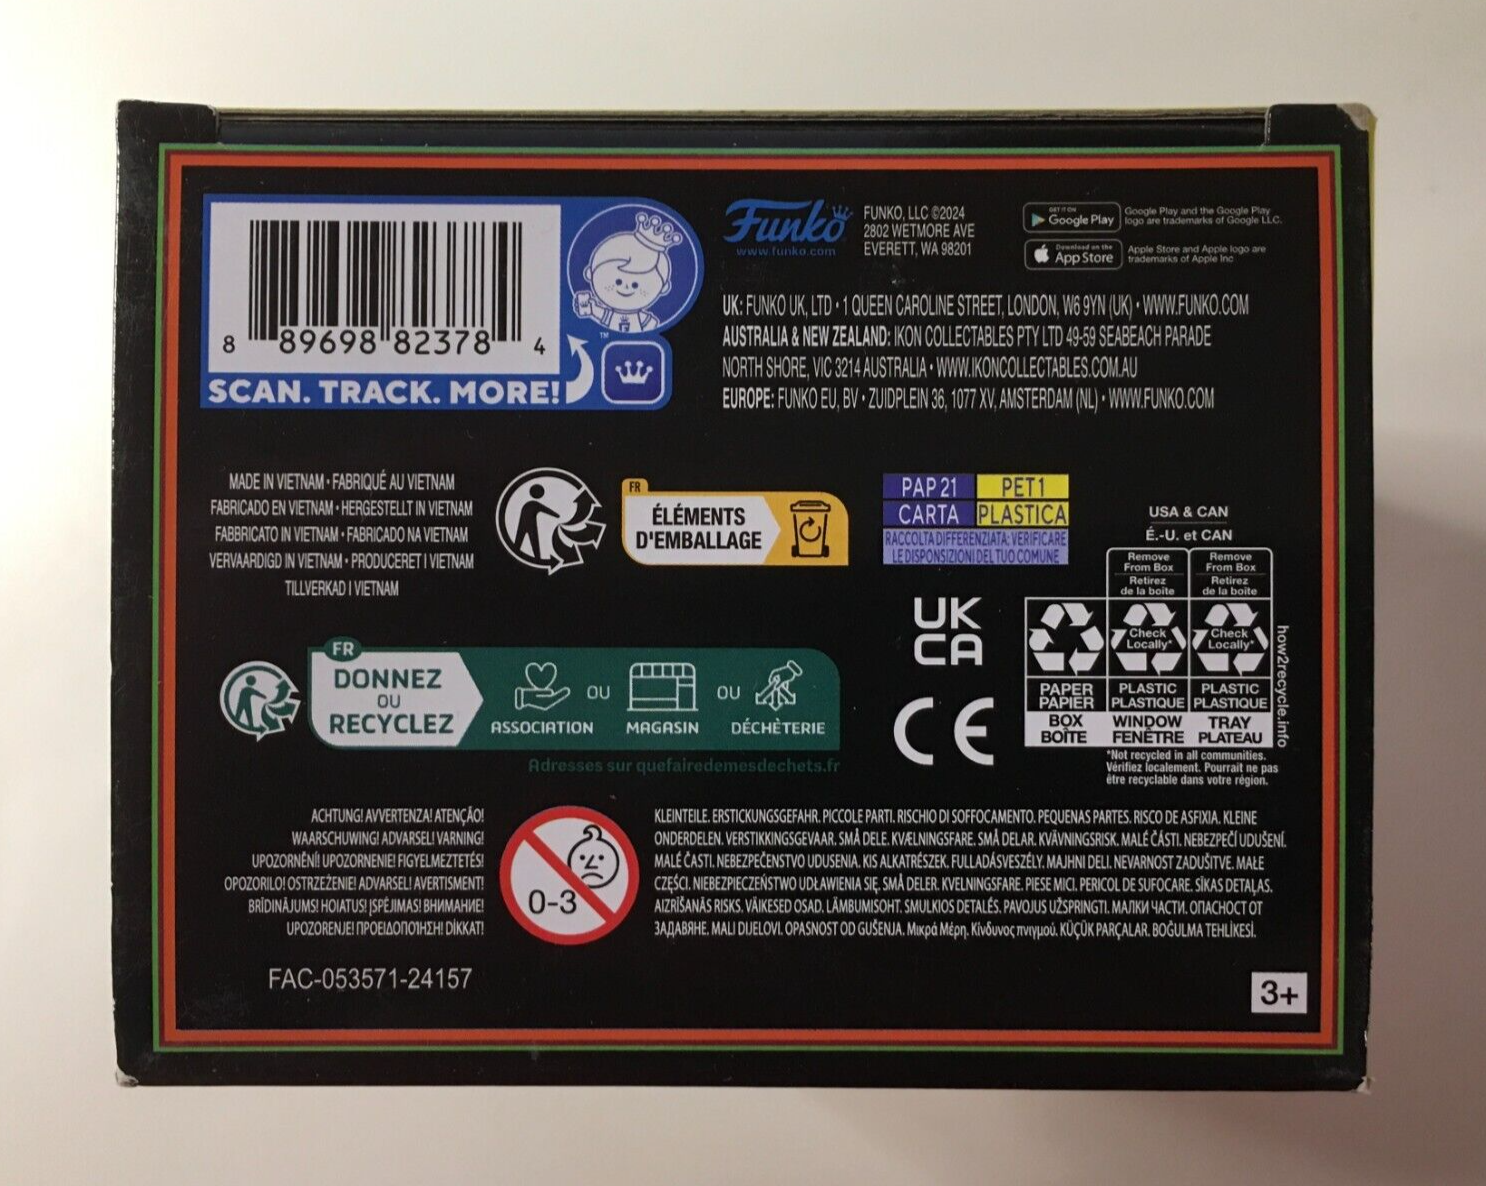 8 89698 82378 4
SCAN. TRACK. MORE!
™
Funko
www.funko.com
FUNKO, LLC ©2024
2802 WETMORE AVE
EVERETT, WA 98201
GET IT ON
Google Play
Google Play and the Google Play
logo are trademarks of Google LLC.
Download on the
App Store
Apple Store and Apple logo are
trademarks of Apple Inc
UK: FUNKO UK, LTD • 1 QUEEN CAROLINE STREET, LONDON, W6 9YN (UK) • WWW.FUNKO.COM
AUSTRALIA & NEW ZEALAND: IKON COLLECTABLES PTY LTD 49-59 SEABEACH PARADE
NORTH SHORE, VIC 3214 AUSTRALIA • WWW.IKONCOLLECTABLES.COM.AU
EUROPE: FUNKO EU, BV • ZUIDPLEIN 36, 1077 XV, AMSTERDAM (NL) • WWW.FUNKO.COM
MADE IN VIETNAM • FABRIQUÉ AU VIETNAM
FABRICADO EN VIETNAM • HERGESTELLT IN VIETNAM
FABBRICATO IN VIETNAM • FABRICADO NA VIETNAM
VERVAARDIGD IN VIETNAM • PRODUCERET I VIETNAM
TILLVERKAD I VIETNAM
FR
ÉLÉMENTS
D'EMBALLAGE
PAP 21 PET 1
CARTA PLASTICA
RACCOLTA DIFFERENZIATA: VERIFICARE
LE DISPONSIZIONI DEL TUO COMUNE
USA & CAN
É.-U. et CAN
Remove
From Box
Retirez
de la boîte
Remove
From Box
Retirez
de la boîte
Check
Locally*
Check
Locally*
PAPER
PAPIER
PLASTIC
PLASTIQUE
PLASTIC
PLASTIQUE
BOX
BOÎTE
WINDOW
FENÊTRE
TRAY
PLATEAU
how2recycle.info
*Not recycled in all communities.
Vérifiez localement. Pourrait ne pas
être recyclable dans votre région.
UK
CA
CE
FR
DONNEZ
OU
RECYCLEZ
ASSOCIATION
OU
MAGASIN
OU
DÉCHÈTERIE
Adresses sur quefairedemesdechets.fr
ACHTUNG! AVVERTENZA! ATENÇÃO!
WAARSCHUWING! ADVARSEL! VARNING!
UPOZORNĚNÍ! UPOZORNENIE! FIGYELMEZTETÉS!
OPOZORILO! OSTRZEŻENIE! ADVARSEL! AVERTISMENT!
BRĪDINĀJUMS! HOIATUS! ĮSPĖJIMAS! ВНИМАНИЕ!
UPOZORENJE! ΠΡΟΕΙΔΟΠΟΊΗΣΗ! DİKKAT!
0-3
KLEINTEILE. ERSTICKUNGSGEFAHR. PICCOLE PARTI. RISCHIO DI SOFFOCAMENTO. PEQUENAS PARTES. RISCO DE ASFIXIA. KLEINE
ONDERDELEN. VERSTIKKINGSGEVAAR. SMÅ DELE. KVÆLNINGSFARE. SMÅ DELAR. KVÄVNINGSRISK. MALÉ ČÁSTI. NEBEZPEČÍ UDUŠENÍ.
MALÉ ČASTI. NEBEZPEČENSTVO UDUSENIA. KIS ALKATRÉSZEK. FULLADÁSVESZÉLY. MAJHNI DELI. NEVARNOST ZADUŠITVE. MAŁE
CZĘŚCI. NIEBEZPIECZEŃSTWO UDŁAWIENIA SIĘ. SMÅ DELER. KVELNINGSFARE. PIESE MICI. PERICOL DE SUFOCARE. SĪKAS DETAĻAS.
AIZRĪŠANĀS RISKS. VÄIKESED OSAD. LÄMBUMISOHT. SMULKIOS DETALĖS. PAVOJUS UŽSPRINGTI. МАЛКИ ЧАСТИ. ОПАСНОСТ ОТ
ЗАДАВЯНЕ. MALI DIJELOVI. OPASNOST OD GUŠENJA. Μικρά Μέρη. Κίνδυνος πνιγμού. KÜÇÜK PARÇALAR. BOĞULMA TEHLİKESİ.
FAC-053571-24157
3+